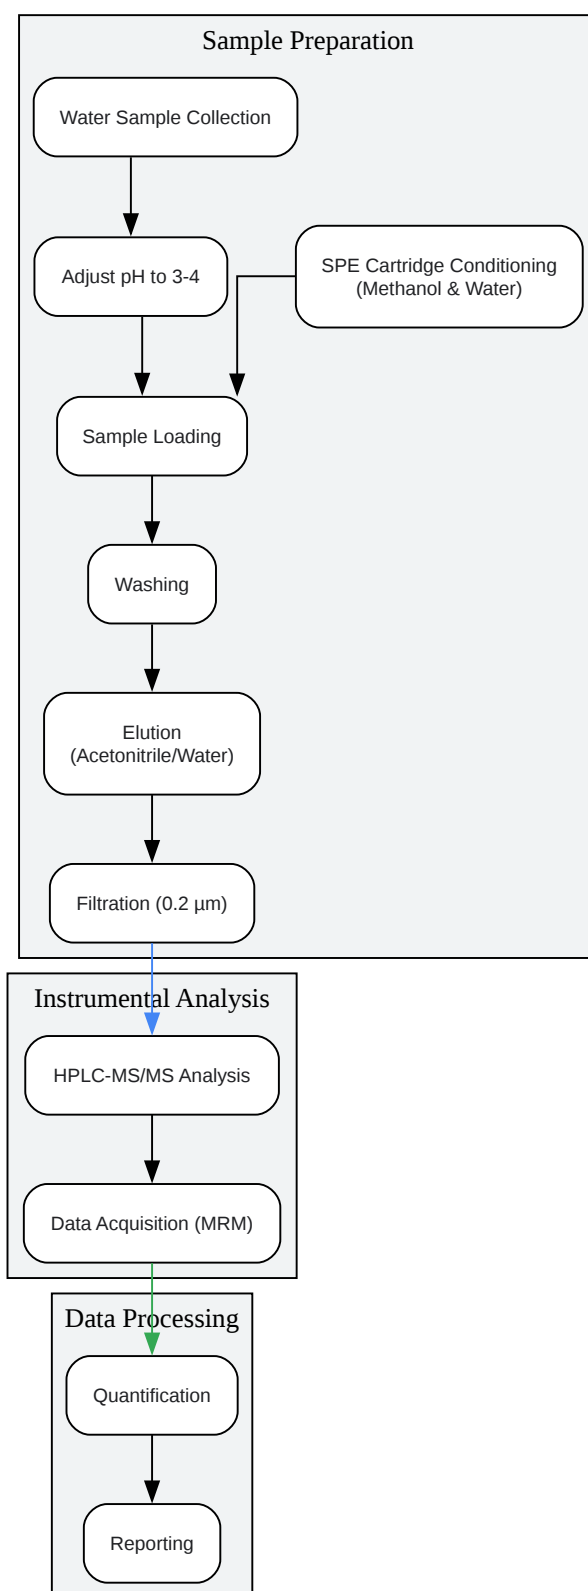 Sample Preparation
Water Sample Collection
Adjust pH to 3-4
SPE Cartridge Conditioning
(Methanol & Water)
Sample Loading
Washing
Elution
(Acetonitrile/Water)
Filtration (0.2 µm)
Instrumental Analysis
HPLC-MS/MS Analysis
Data Acquisition (MRM)
Data Processing
Quantification
Reporting